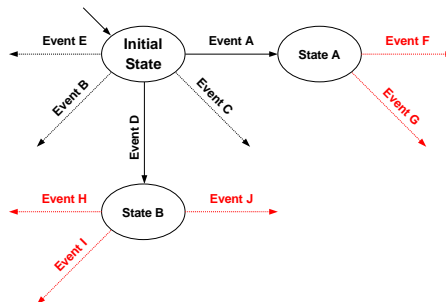 Event E
Initial
State
Event A
State A
Event F
Event B
Event C
Event G
Event D
Event H
State B
Event J
Event I